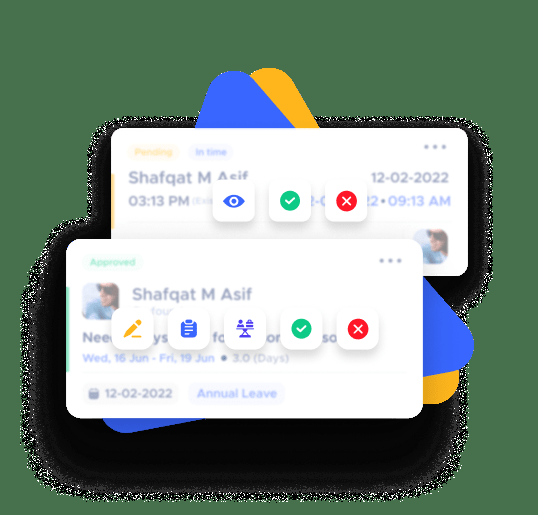 Pending In time
Shafqat M Asif 12-02-2022
03:13 PM 09:13 AM
Approved
Shafqat M Asif
Wed, 16 Jun - Fri, 19 Jun 3.0 (Days)
12-02-2022 Annual Leave